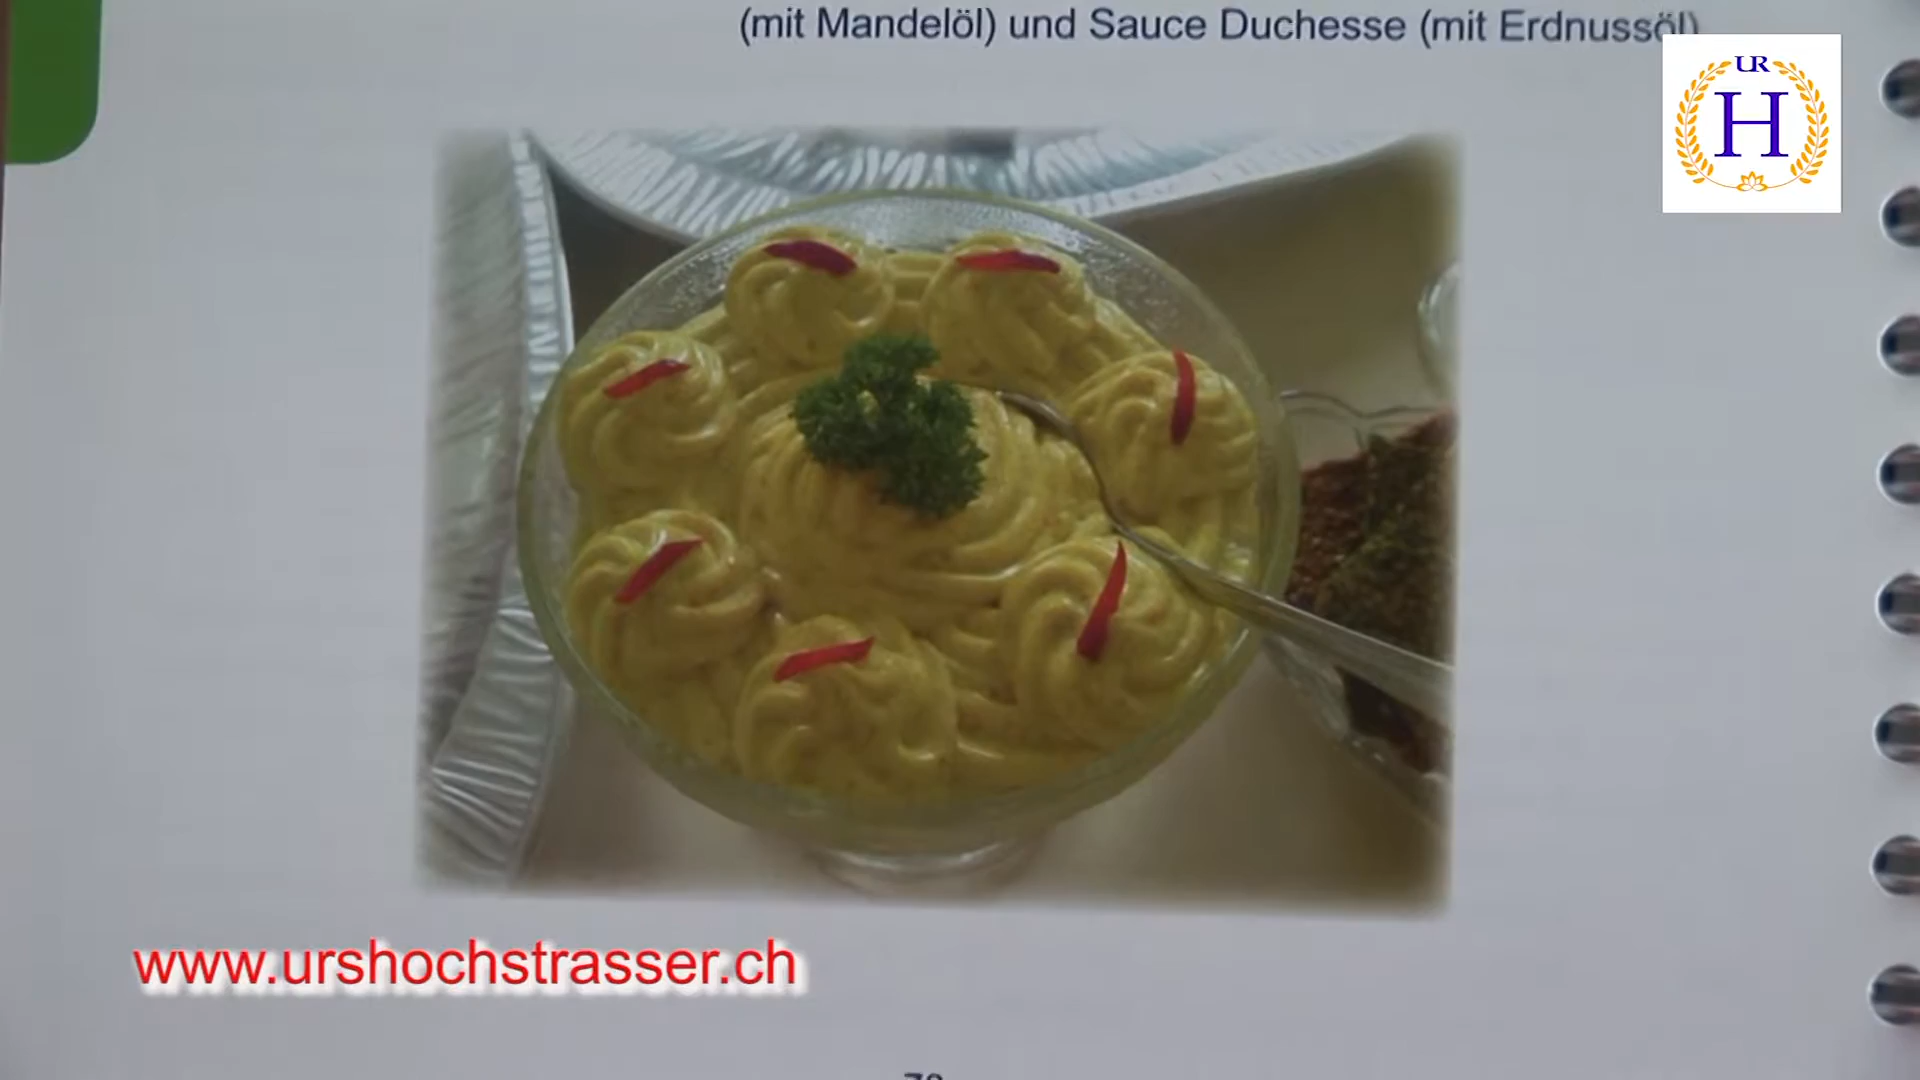 (mit Mandelöl) und Sauce Duchesse (mit Erdnussöl)
UR
H
www.urshochstrasser.ch